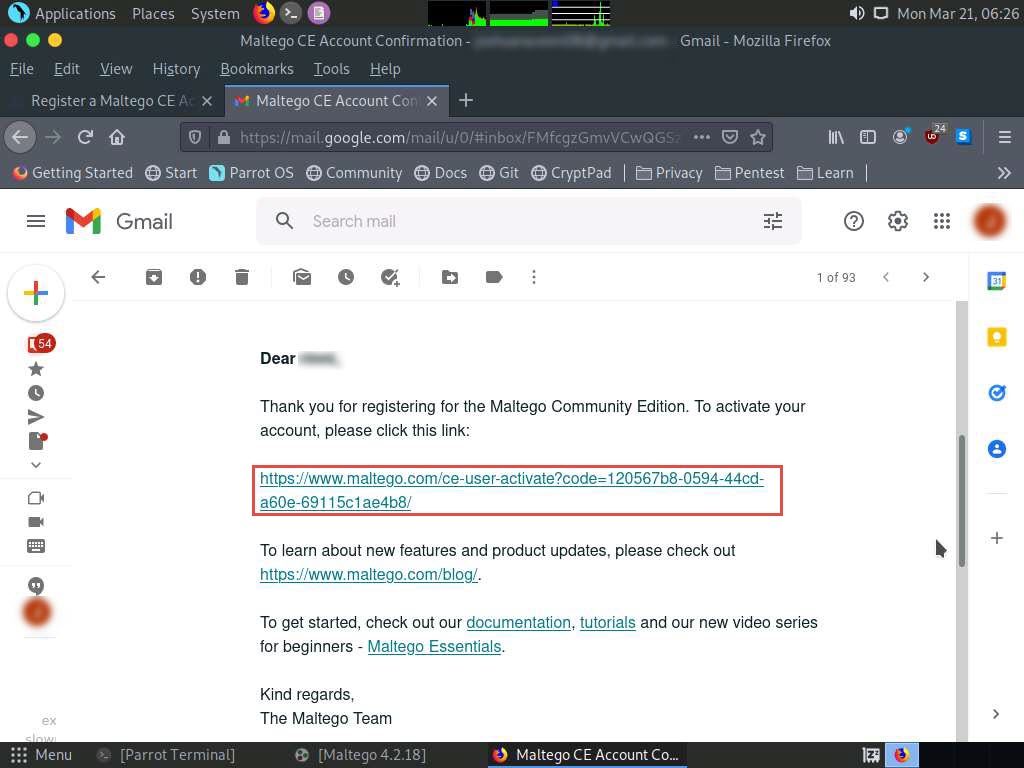 Applications Places System
Mon Mar 21, 06:26
Maltego CE Account Confirmation - - Gmail - Mozilla Firefox
File Edit View History Bookmarks Tools Help
Register a Maltego CE Ac
Maltego CE Account Con
https://mail.google.com/mail/u/0/#inbox/FMfcgzGmvVCwQGSz
24
Getting Started Start Parrot OS Community Docs Git CryptPad Privacy Pentest Learn
Gmail
Search mail
1 of 93
31
54
Dear
Thank you for registering for the Maltego Community Edition. To activate your
account, please click this link:
https://www.maltego.com/ce-user-activate?code=120567b8-0594-44cd-
a60e-69115c1ae4b8/
To learn about new features and product updates, please check out
https://www.maltego.com/blog/.
To get started, check out our documentation, tutorials and our new video series
for beginners - Maltego Essentials.
Kind regards,
The Maltego Team
ex
slow
Menu [Parrot Terminal] [Maltego 4.2.18] Maltego CE Account Co...